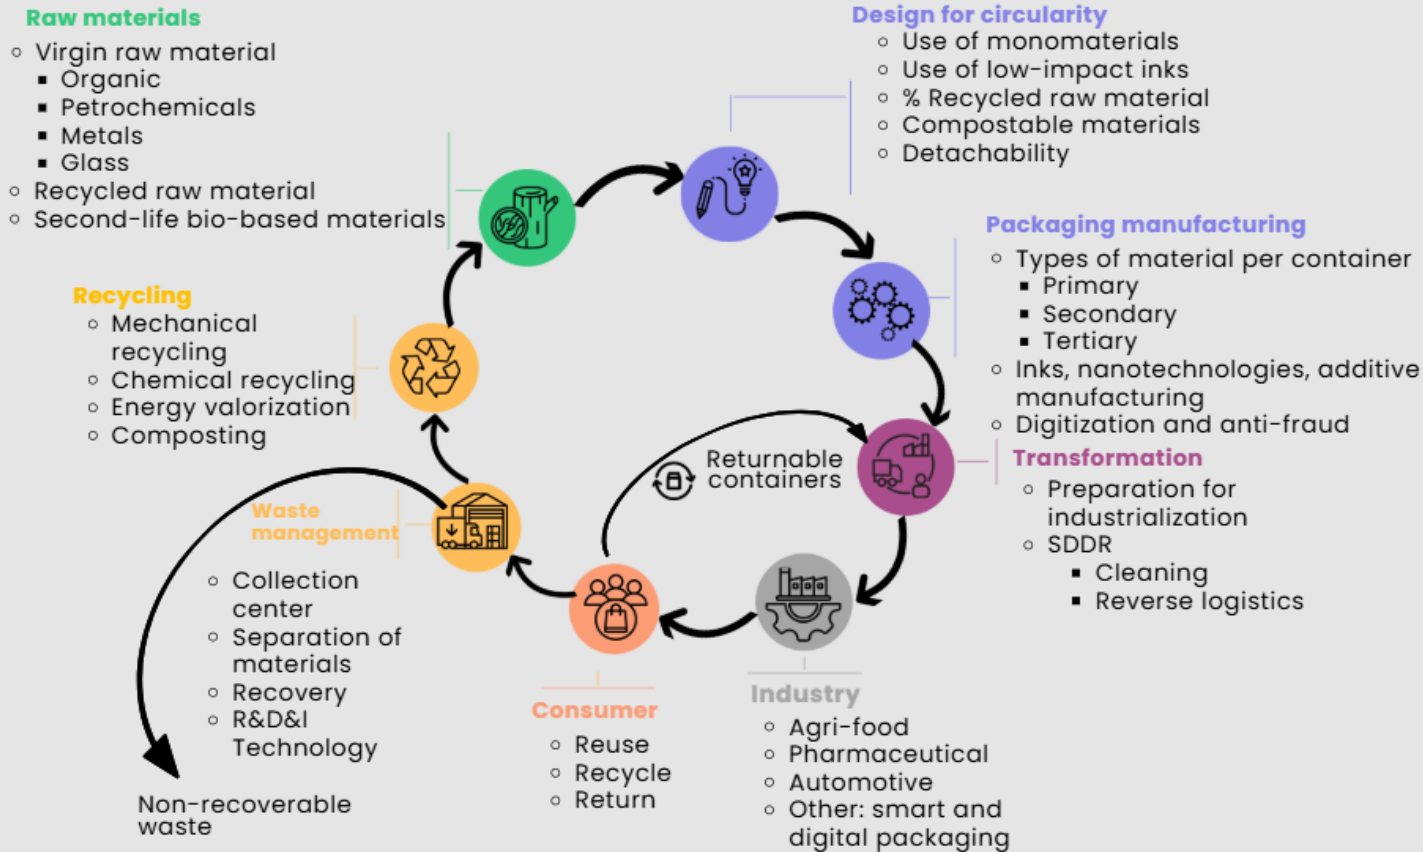 Raw materials
Virgin raw material
Organic
Petrochemicals
Metals
Glass
Recycled raw material
Second-life bio-based materials
Design for circularity
Use of monomaterials
Use of low-impact inks
% Recycled raw material
Compostable materials
Detachability
Packaging manufacturing
Types of material per container
Primary
Secondary
Tertiary
Inks, nanotechnologies, additive
manufacturing
Digitization and anti-fraud
Transformation
Preparation for
industrialization
SDDR
Cleaning
Reverse logistics
Returnable
containers
Industry
Agri-food
Pharmaceutical
Automotive
Other: smart and
digital packaging
Consumer
Reuse
Recycle
Return
Waste
management
Collection
center
Separation of
materials
Recovery
R&D&I
Technology
Non-recoverable
waste
Recycling
Mechanical
recycling
Chemical recycling
Energy valorization
Composting